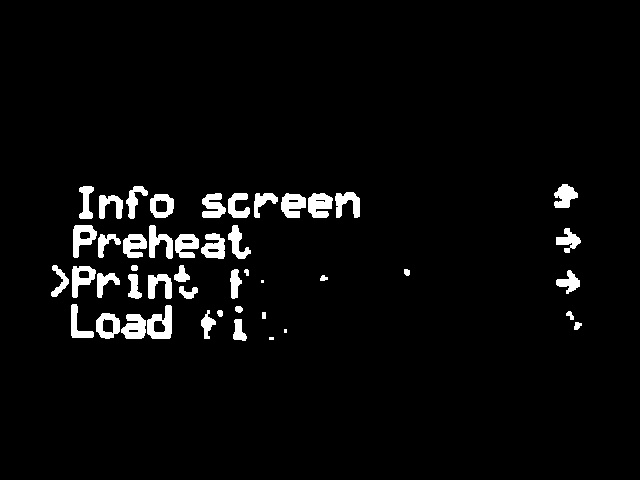 Info screen
Preheat →
>Print
Load